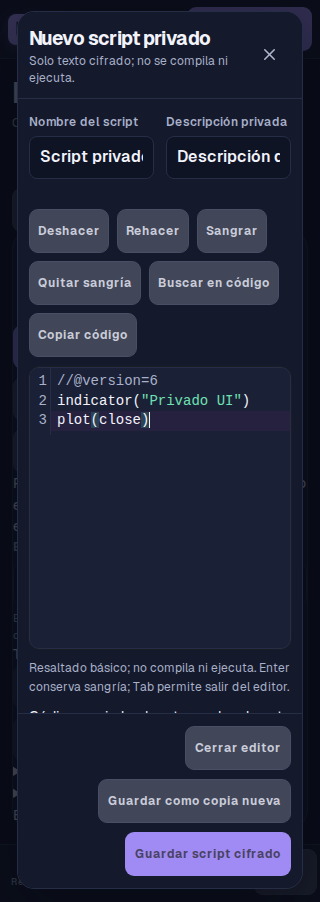 Nuevo script privado
Solo texto cifrado; no se compila ni
ejecuta.
Nombre del script
Descripción privada
Script privad
Descripción
Deshacer
Rehacer
Sangrar
Quitar sangría
Buscar en código
Copiar código
1 //@version=6
2 indicator("Privado UI")
3 plot(close)
Resaltado básico; no compila ni ejecuta. Enter
conserva sangría; Tab permite salir del editor.
Cerrar editor
Guardar como copia nueva
Guardar script cifrado